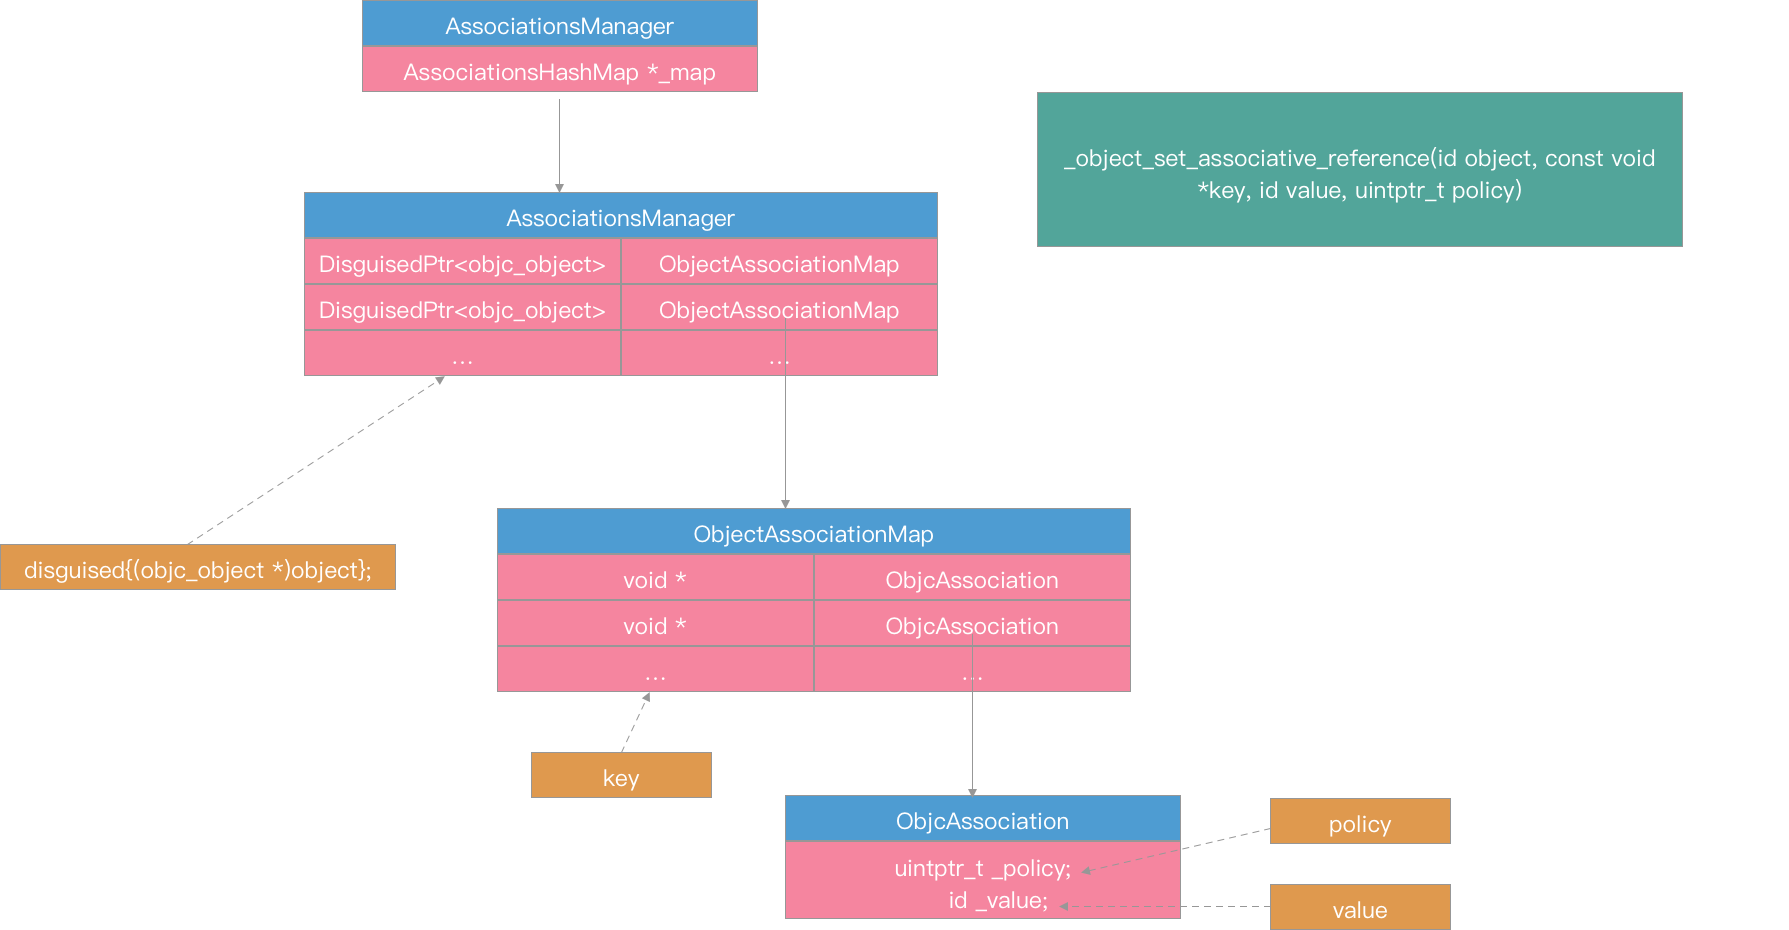 AssociationsManager
AssociationsHashMap *_map
_object_set_associative_reference(id object, const void
*key, id value, uintptr_t policy)
AssociationsManager
DisguisedPtr<objc_object> ObjectAssociationMap
DisguisedPtr<objc_object> ObjectAssociationMap
... ...
disguised{(objc_object *)object};
ObjectAssociationMap
void * ObjcAssociation
void * ObjcAssociation
... ...
key
ObjcAssociation
uintptr_t _policy;
id _value;
policy
value